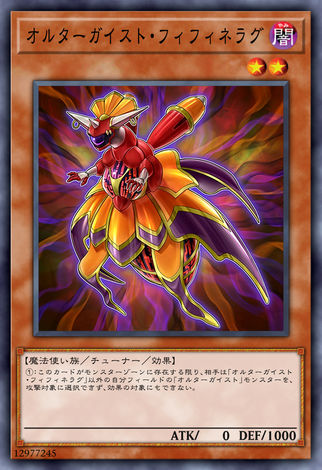 オルターガイスト・フィフィネラグ
やみ
闇
【魔法使い族／チューナー／効果】
①：このカードがモンスターゾーンに存在する限り、相手は「オルターガイスト
・フィフィネラグ」以外の自分フィールドの「オルターガイスト」モンスターを、
攻撃対象に選択できず、効果の対象にもできない。
ATK/ 0 DEF/1000
12977245